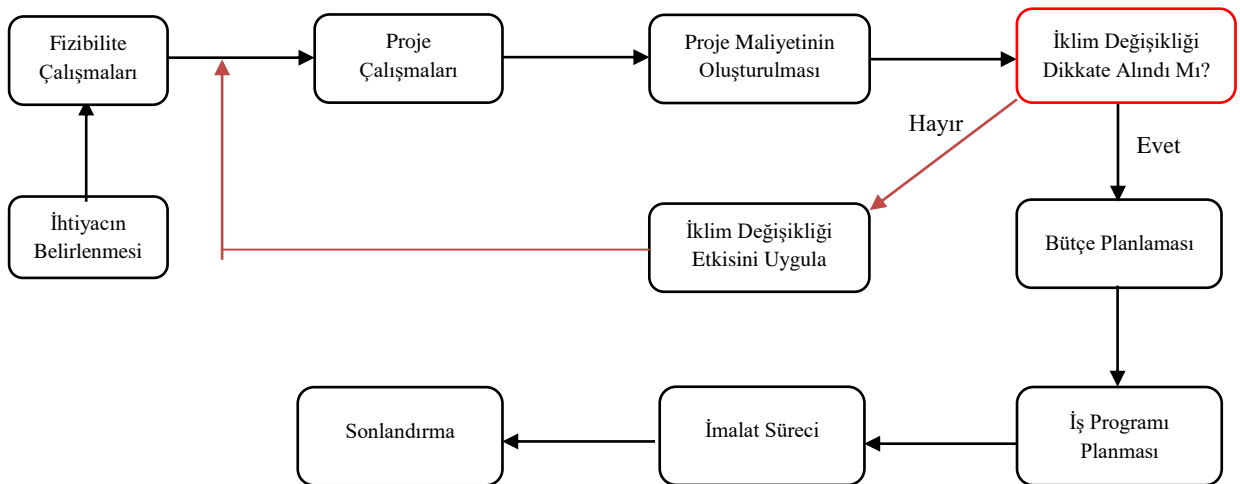 Fizibilite
Çalışmaları
Proje
Çalışmaları
Proje Maliyetinin
Oluşturulması
İklim Değişikliği
Dikkate Alındı Mı?
Hayır
Evet
İhtiyacın
Belirlenmesi
İklim Değişikliği
Etkisini Uygula
Bütçe Planlaması
Sonlandırma
İmalat Süreci
İş Programı
Planması